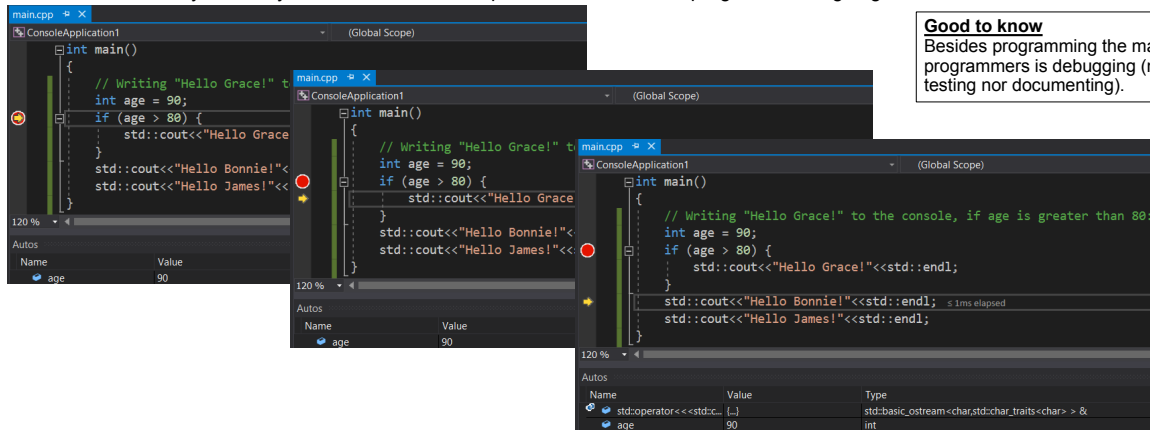 main.cpp
ConsoleApplication1 (Global Scope)
int main()
{
// Writing "Hello Grace!" t
int age = 90;
if (age > 80) {
std::cout<<"Hello Grace
}
std::cout<<"Hello Bonnie!"<
std::cout<<"Hello James!"<<
}
120 %
Autos
Name Value
age 90
main.cpp
ConsoleApplication1 (Global Scope)
int main()
{
// Writing "Hello Grace!" t
int age = 90;
if (age > 80) {
std::cout<<"Hello Grace
}
std::cout<<"Hello Bonnie!"<
std::cout<<"Hello James!"<<
}
120 %
Autos
Name Value
age 90
main.cpp
ConsoleApplication1 (Global Scope)
int main()
{
// Writing "Hello Grace!" to the console, if age is greater than 80:
int age = 90;
if (age > 80) {
std::cout<<"Hello Grace!"<<std::endl;
}
std::cout<<"Hello Bonnie!"<<std::endl; ≤ 1ms elapsed
std::cout<<"Hello James!"<<std::endl;
}
120 %
Autos
Name Value Type
std::operator<<<std::c... {...} std::basic_ostream<char,std::char_traits<char> > &
age 90 int
Good to know
Besides programming the ma
programmers is debugging (
testing nor documenting).